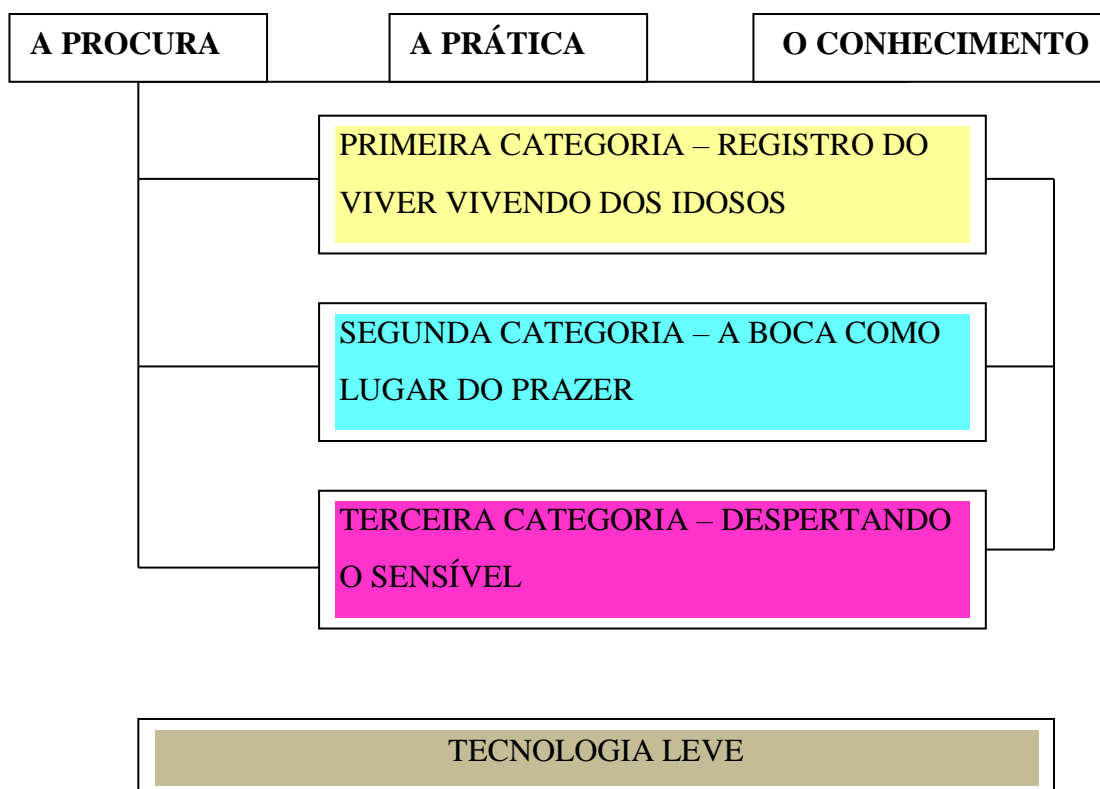 A PROCURA
A PRÁTICA
O CONHECIMENTO
PRIMEIRA CATEGORIA – REGISTRO DO
VIVER VIVENDO DOS IDOSOS
SEGUNDA CATEGORIA – A BOCA COMO
LUGAR DO PRAZER
TERCEIRA CATEGORIA – DESPERTANDO
O SENSÍVEL
TECNOLOGIA LEVE